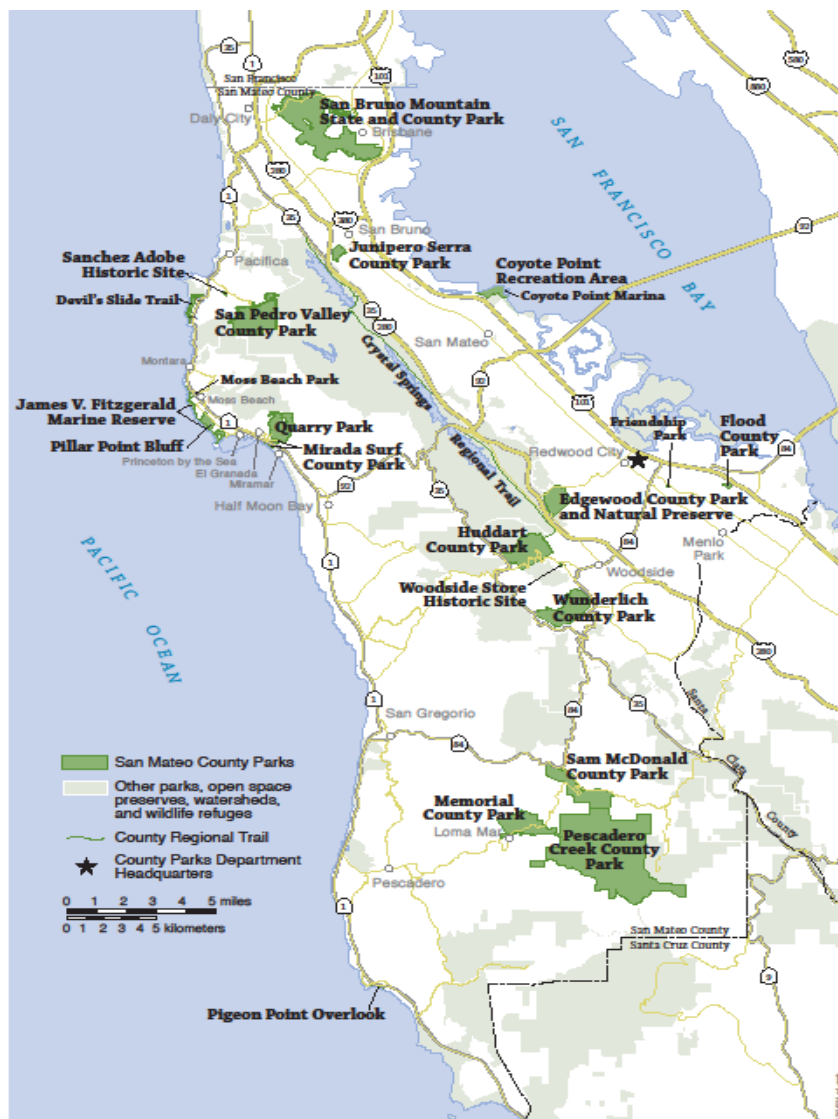 35
1
101
580
880
San Francisco
San Mateo County
Daly City
San Bruno Mountain
State and County Park
Brisbane
SAN FRANCISCO BAY
280
1
35
380
92
San Bruno
Junipero Serra
County Park
Sanchez Adobe
Historic Site
Pacifica
Coyote Point
Recreation Area
Coyote Point Marina
Devil's Slide Trail
San Pedro Valley
County Park
35
280
San Mateo
Crystal Springs
Regional Trail
Montara
Moss Beach Park
92
101
Moss Beach
James V. Fitzgerald
Marine Reserve
1
Quarry Park
Friendship
Park
Flood
County
Park
84
Pillar Point Bluff
Mirada Surf
County Park
Princeton by the Sea
El Granada
Miramar
Redwood City
92
35
Half Moon Bay
Edgewood County Park
and Natural Preserve
Huddart
County Park
84
Menlo
Park
PACIFIC OCEAN
1
Woodside Store
Historic Site
Woodside
Wunderlich
County Park
280
1
84
35
Santa
Clara
County
San Gregorio
84
San Mateo County Parks
Other parks, open space
preserves, watersheds,
and wildlife refuges
County Regional Trail
County Parks Department
Headquarters
Sam McDonald
County Park
Memorial
County Park
Loma Mar
Pescadero
Creek County
Park
Pescadero
0 1 2 3 4 5 miles
0 1 2 3 4 5 kilometers
1
San Mateo County
Santa Cruz County
9
Pigeon Point Overlook
1